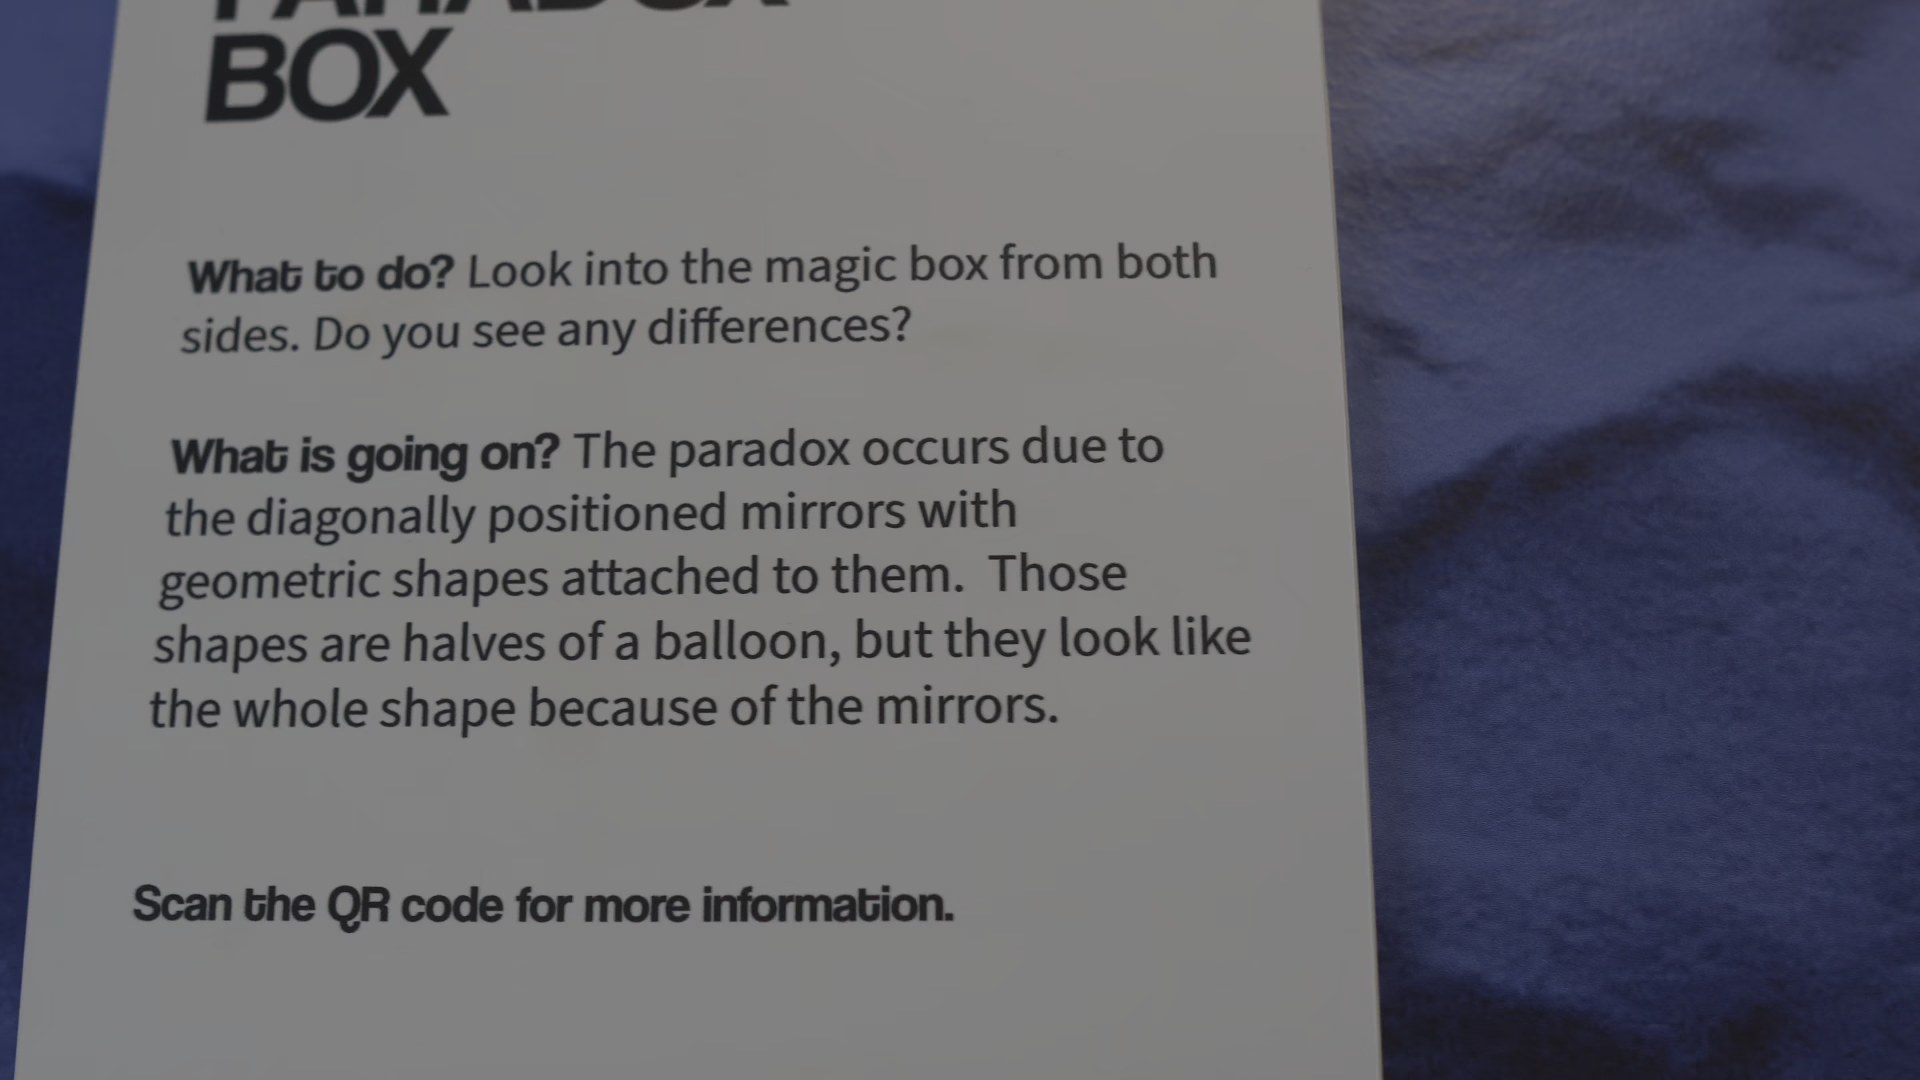 PARADOX
BOX
What to do? Look into the magic box from both
sides. Do you see any differences?
What is going on? The paradox occurs due to
the diagonally positioned mirrors with
geometric shapes attached to them.  Those
shapes are halves of a balloon, but they look like
the whole shape because of the mirrors.
Scan the QR code for more information.